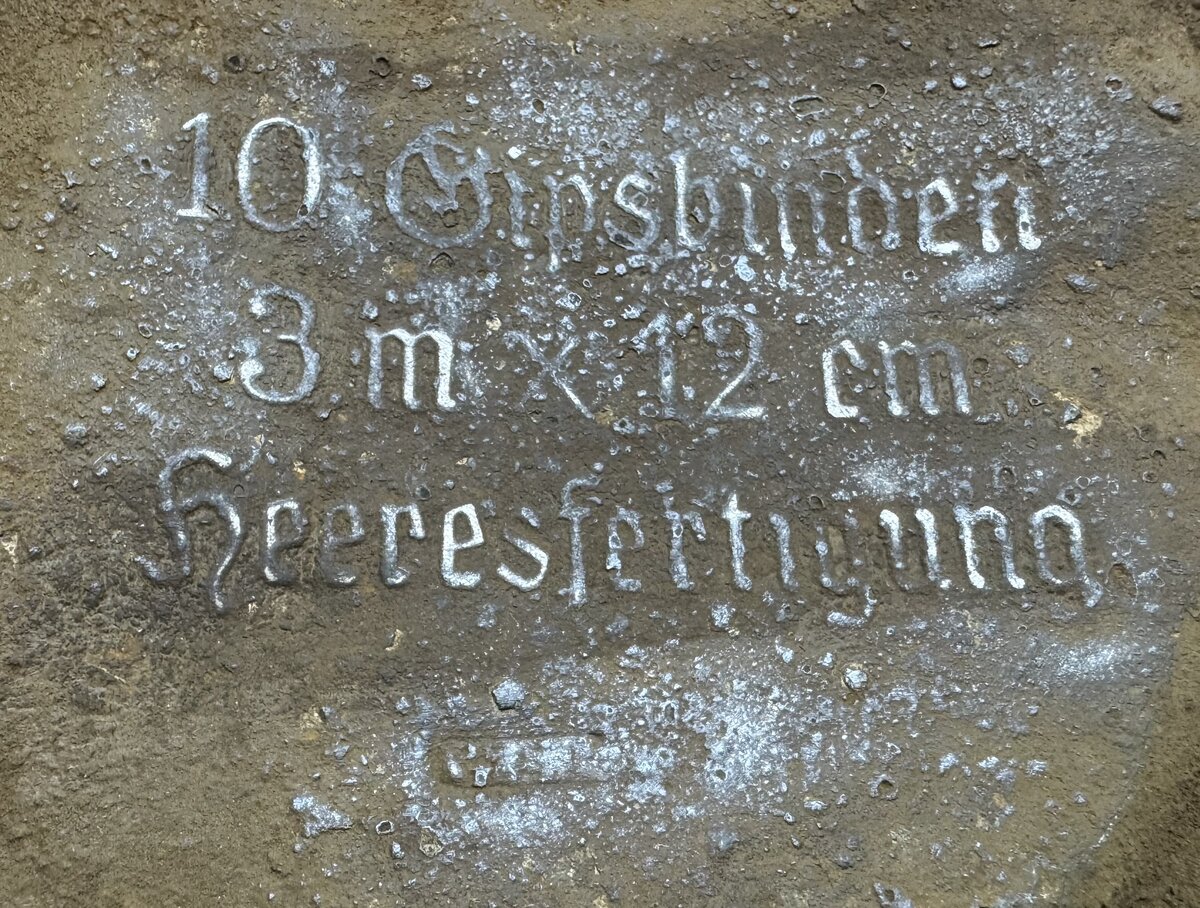 10 Gipsbinden
3 m x 12 cm
Heeresfertigung